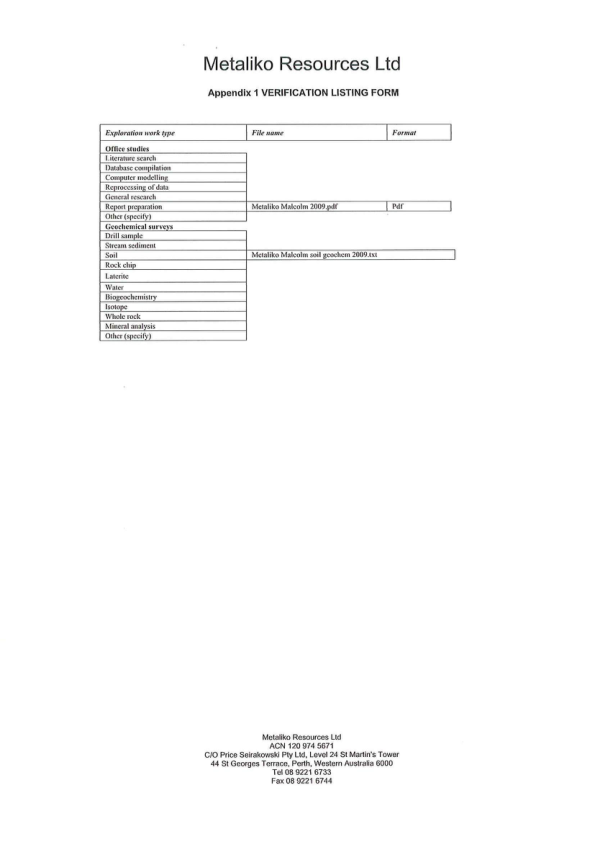 Metaliko Resources Ltd
Appendix 1 VERIFICATION LISTING FORM
Exploration work type File name Format
Office studies
Literature search
Database compilation
Computer modelling
Reprocessing of data
General research
Report preparation Metaliko Malcolm 2009.pdf Pdf
Other (specify)
Geochemical surveys
Drill sample
Stream sediment
Soil Metaliko Malcolm soil geochem 2009.txt
Rock chip
Laterite
Water
Biogeochemistry
Isotope
Whole rock
Mineral analysis
Other (specify)
Metaliko Resources Ltd
ACN 120 974 5671
C/O Price Seirakowski Pty Ltd, Level 24 St Martin's Tower
44 St Georges Terrace, Perth, Western Australia 6000
Tel 08 9221 6733
Fax 08 9221 6744